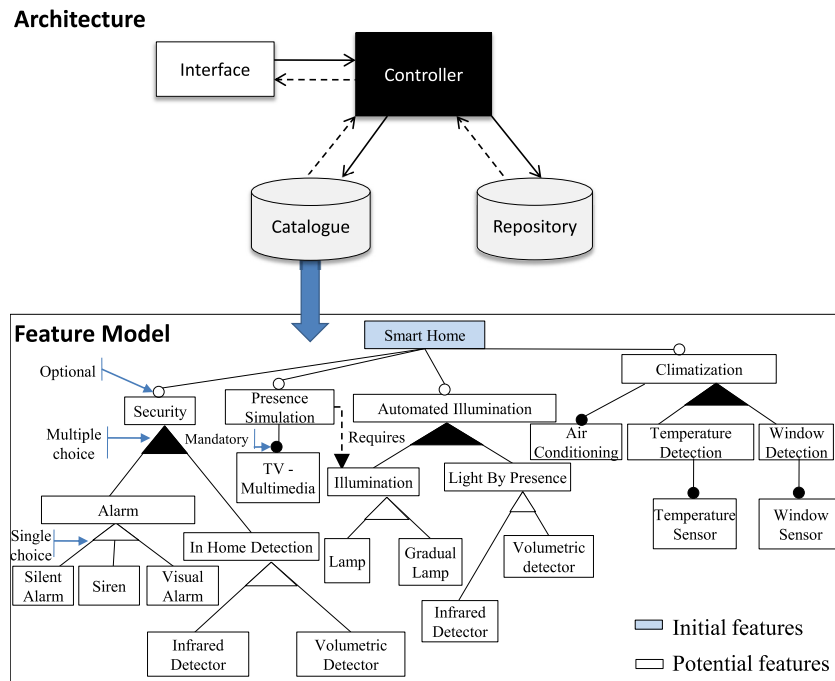 Architecture
Interface
Controller
Catalogue
Repository
Feature Model
Smart Home
Optional
Climatization
Security
Presence
Simulation
Automated Illumination
Multiple
choice
Mandatory
Requires
Air
Conditioning
Temperature
Detection
Window
Detection
TV -
Multimedia
Illumination
Light By Presence
Alarm
Single
choice
In Home Detection
Lamp
Gradual
Lamp
Volumetric
detector
Temperature
Sensor
Window
Sensor
Silent
Alarm
Siren
Visual
Alarm
Infrared
Detector
Infrared
Detector
Volumetric
Detector
Initial features
Potential features